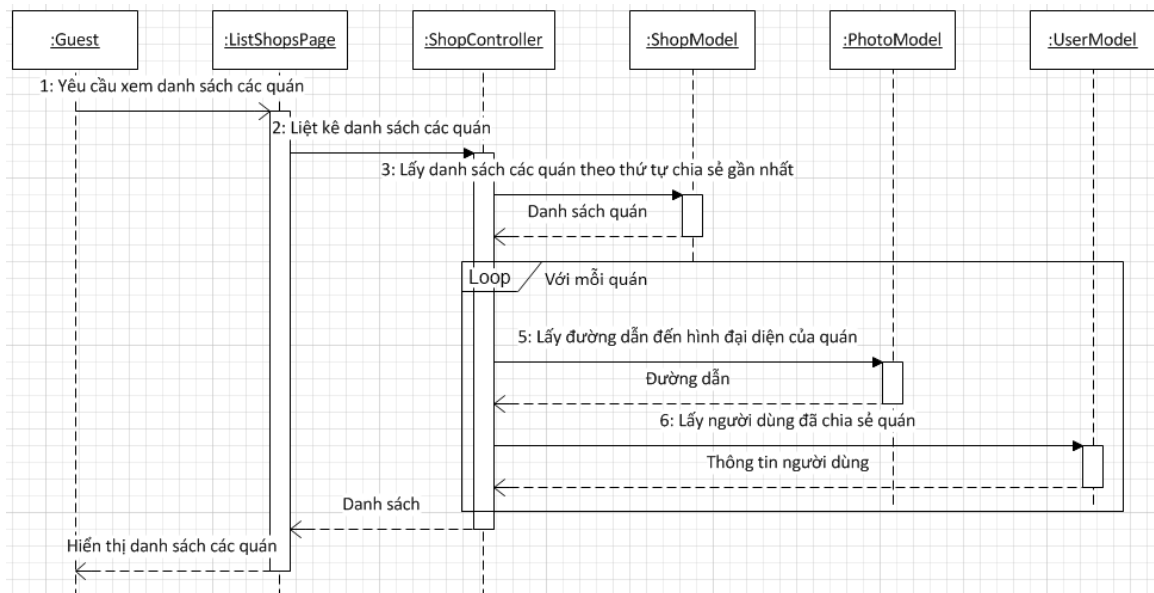 :Guest
:ListShopsPage
:ShopController
:ShopModel
:PhotoModel
:UserModel
1: Yêu cầu xem danh sách các quán
2: Liệt kê danh sách các quán
3: Lấy danh sách các quán theo thứ tự chia sẻ gần nhất
Danh sách quán
Loop
Với mỗi quán
5: Lấy đường dẫn đến hình đại diện của quán
Đường dẫn
6: Lấy người dùng đã chia sẻ quán
Thông tin người dùng
Danh sách
Hiển thị danh sách các quán